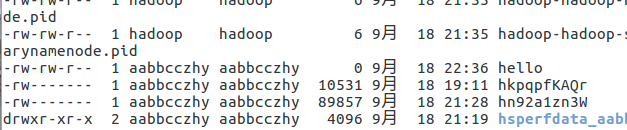 -rw-rw-r-- 1 hadoop hadoop 6 9月 18 21:35 hadoop-hadoop-
de.pid
-rw-rw-r-- 1 hadoop hadoop 6 9月 18 21:35 hadoop-hadoop-s
arynamenode.pid
-rw-rw-r-- 1 aabbcczhy aabbcczhy 0 9月 18 22:36 hello
-rw------- 1 aabbcczhy aabbcczhy 10531 9月 18 19:11 hkpqpfKAQr
-rw------- 1 aabbcczhy aabbcczhy 89857 9月 18 21:28 hn92a1zn3W
drwxr-xr-x 2 aabbcczhy aabbcczhy 4096 9月 18 21:19 hsperfdata_aabb